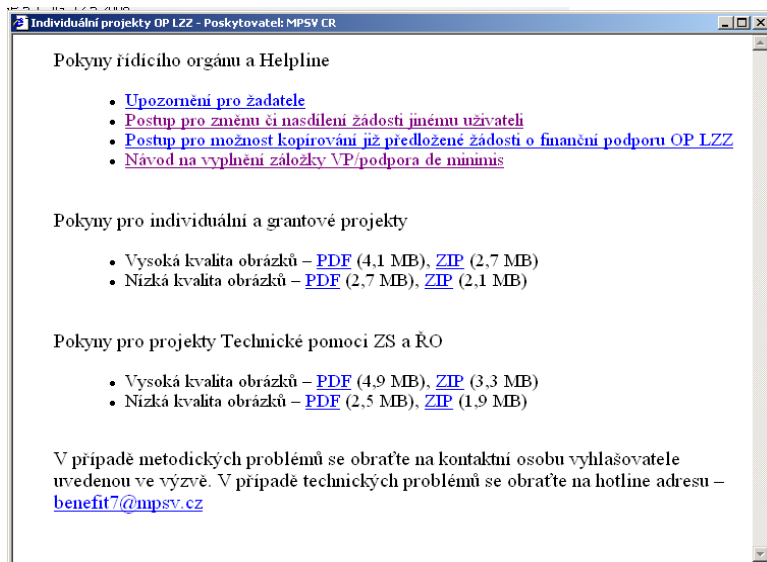 Individuální projekty OP LZZ - Poskytovatel: MPSV CR
Pokyny řídícího orgánu a Helpline
Upozornění pro žadatele
Postup pro změnu či nasdílení žádosti jinému uživateli
Postup pro možnost kopírování již předložené žádosti o finanční podporu OP LZZ
Návod na vyplnění záložky VP/podpora de minimis
Pokyny pro individuální a grantové projekty
Vysoká kvalita obrázků – PDF (4,1 MB), ZIP (2,7 MB)
Nízká kvalita obrázků – PDF (2,7 MB), ZIP (2,1 MB)
Pokyny pro projekty Technické pomoci ZS a ŘO
Vysoká kvalita obrázků – PDF (4,9 MB), ZIP (3,3 MB)
Nízká kvalita obrázků – PDF (2,5 MB), ZIP (1,9 MB)
V případě metodických problémů se obraťte na kontaktní osobu vyhlašovatele
uvedenou ve výzvě. V případě technických problémů se obraťte na hotline adresu –
benefit7@mpsv.cz